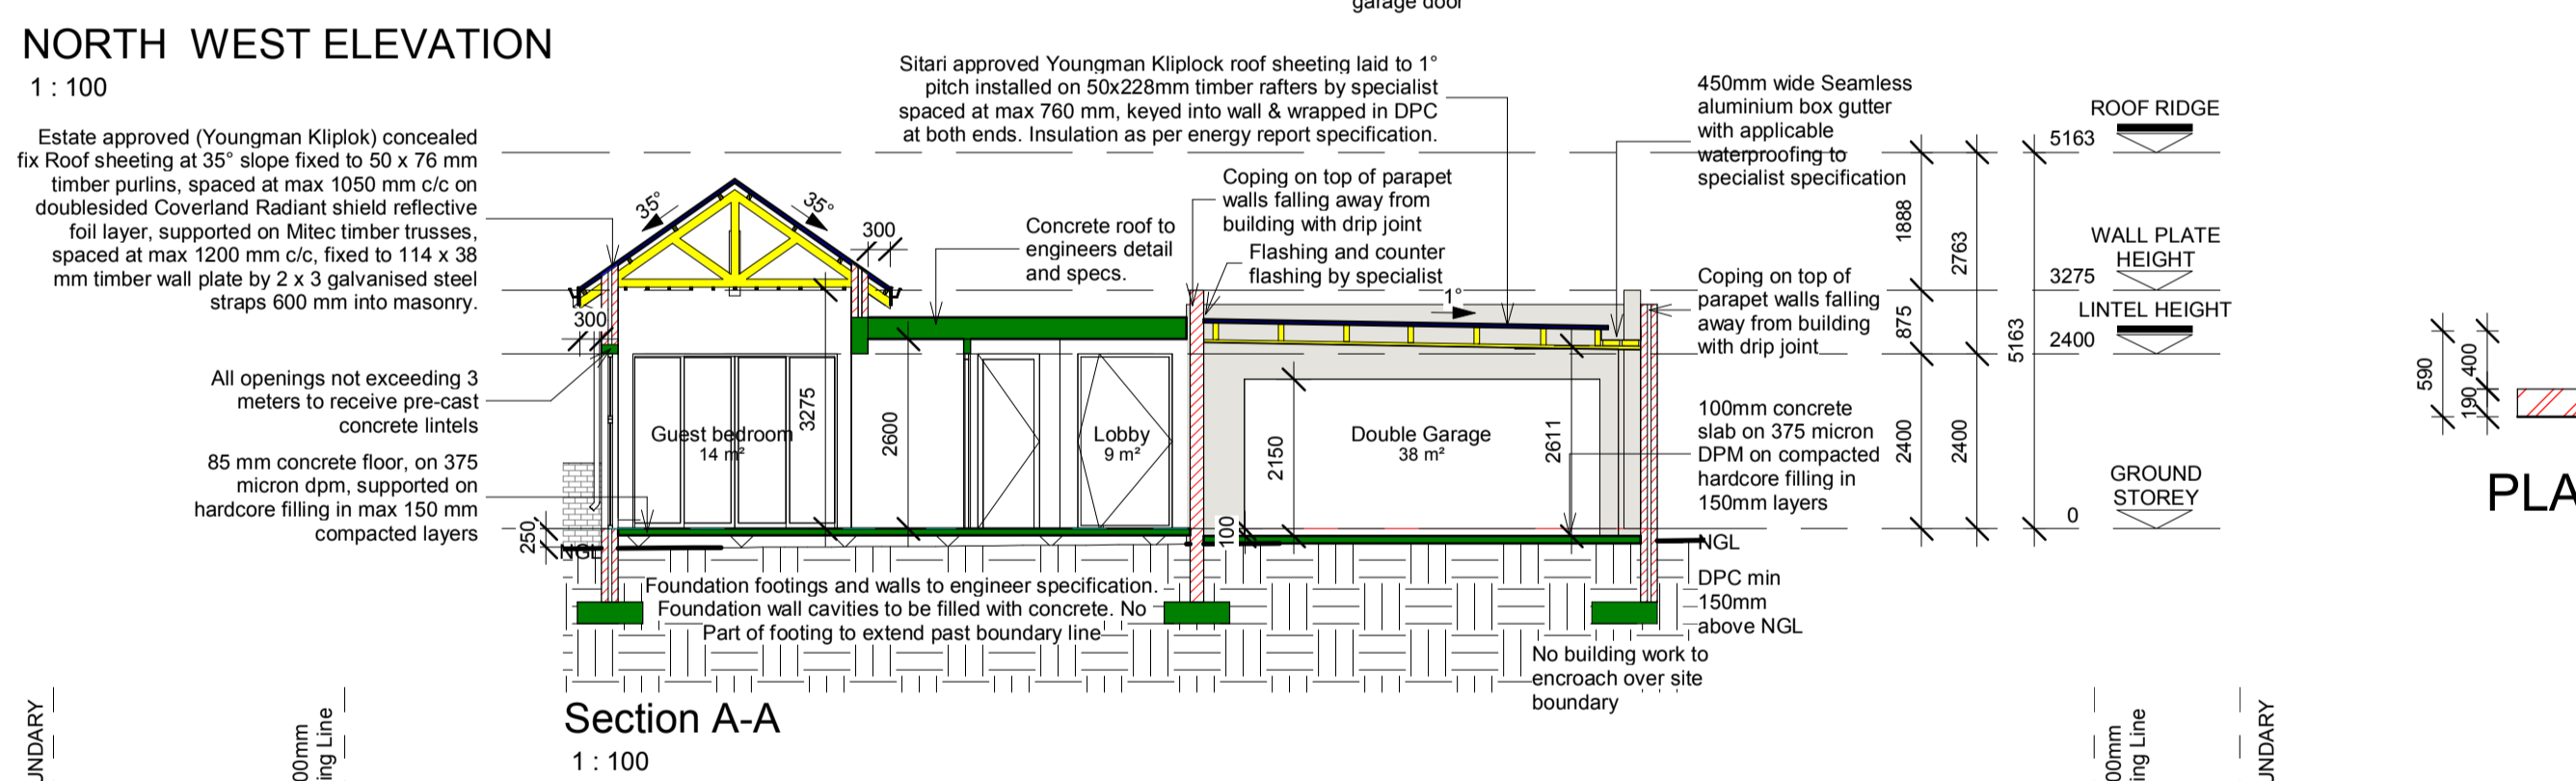 garage door
NORTH WEST ELEVATION
1 : 100
Estate approved (Youngman Kliplok) concealed
fix Roof sheeting at 35° slope fixed to 50 x 76 mm
timber purlins, spaced at max 1050 mm c/c on
doublesided Coverland Radiant shield reflective
foil layer, supported on Mitec timber trusses,
spaced at max 1200 mm c/c, fixed to 114 x 38
mm timber wall plate by 2 x 3 galvanised steel
straps 600 mm into masonry.
All openings not exceeding 3
meters to receive pre-cast
concrete lintels
85 mm concrete floor, on 375
micron dpm, supported on
hardcore filling in max 150 mm
compacted layers
Sitari approved Youngman Kliplock roof sheeting laid to 1°
pitch installed on 50x228mm timber rafters by specialist
spaced at max 760 mm, keyed into wall & wrapped in DPC
at both ends. Insulation as per energy report specification.
Concrete roof to
engineers detail
and specs.
Coping on top of parapet
walls falling away from
building with drip joint
Flashing and counter
flashing by specialist
450mm wide Seamless
aluminium box gutter
with applicable
waterproofing to
specialist specification
Coping on top of
parapet walls falling
away from building
with drip joint
100mm concrete
slab on 375 micron
DPM on compacted
hardcore filling in
150mm layers
NGL
DPC min
150mm
above NGL
No building work to
encroach over site
boundary
35°
35°
300
300
1°
Guest bedroom
14 m²
3275
2600
Lobby
9 m²
2150
Double Garage
38 m²
2611
250
NGL
100
Foundation footings and walls to engineer specification.
Foundation wall cavities to be filled with concrete. No
Part of footing to extend past boundary line
1888
875
2400
2763
2400
5163
ROOF RIDGE
5163
WALL PLATE
HEIGHT
3275
LINTEL HEIGHT
2400
GROUND
STOREY
0
590
400
190
PLA
Section A-A
1 : 100
UNDARY
00mm
ing Line
00mm
ing Line
UNDARY